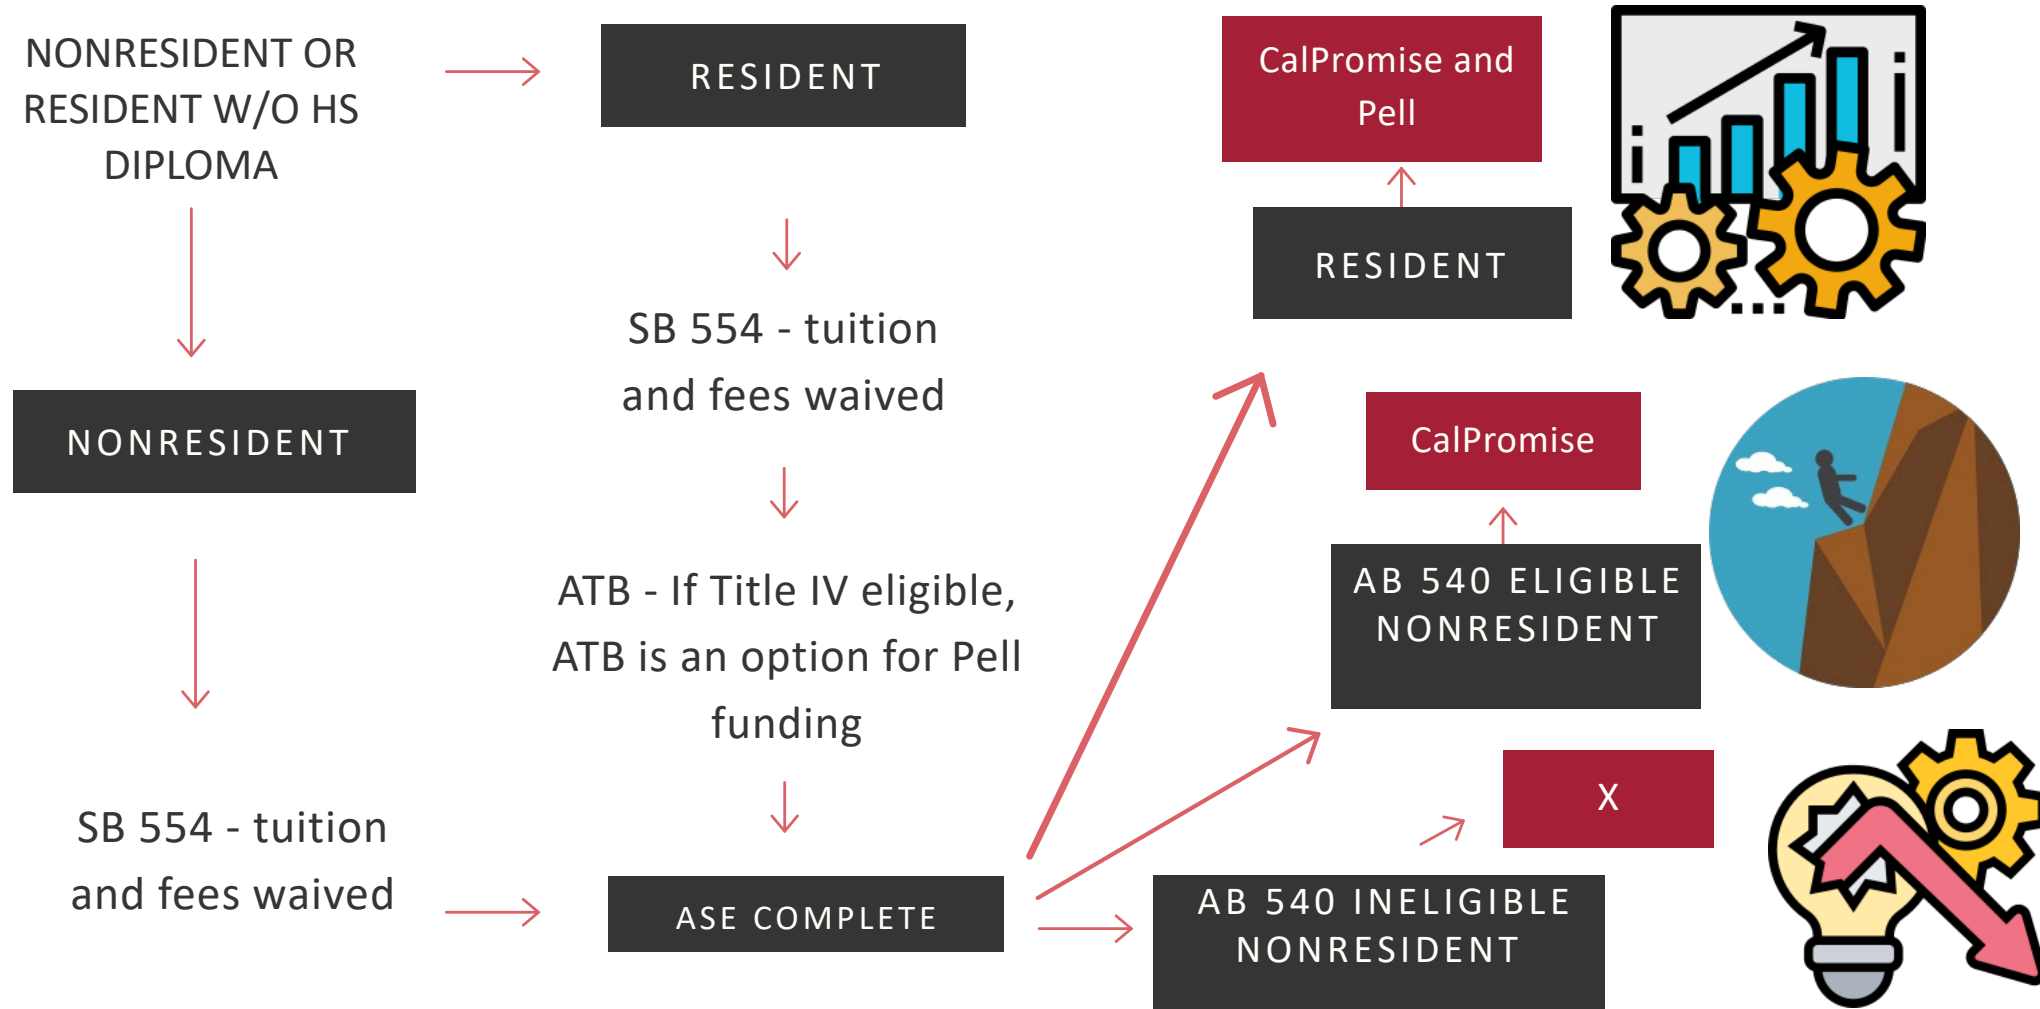 NONRESIDENT OR
RESIDENT W/O HS
DIPLOMA
RESIDENT
SB 554 - tuition
and fees waived
ATB - If Title IV eligible,
ATB is an option for Pell
funding
NONRESIDENT
SB 554 - tuition
and fees waived
ASE COMPLETE
CalPromise and
Pell
RESIDENT
CalPromise
AB 540 ELIGIBLE
NONRESIDENT
X
AB 540 INELIGIBLE
NONRESIDENT